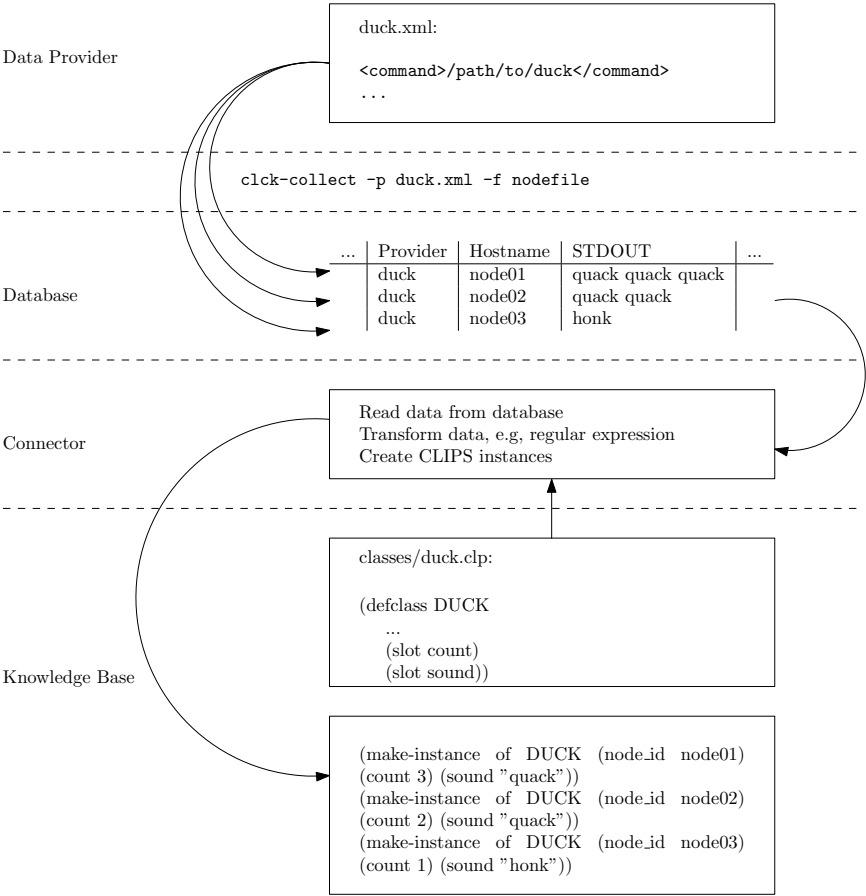 duck.xml:
Data Provider
<command>/path/to/duck</command>
...
clck-collect -p duck.xml -f nodefile
... Provider Hostname STDOUT ...
duck node01 quack quack quack
Database
duck node02 quack quack
duck node03 honk
Read data from database
Transform data, e.g, regular expression
Connector
Create CLIPS instances
classes/duck.clp:
(defclass DUCK
...
(slot count)
(slot sound))
Knowledge Base
(make-instance of DUCK (node_id node01)
(count 3) (sound ”quack”))
(make-instance of DUCK (node_id node02)
(count 2) (sound ”quack”))
(make-instance of DUCK (node_id node03)
(count 1) (sound ”honk”))